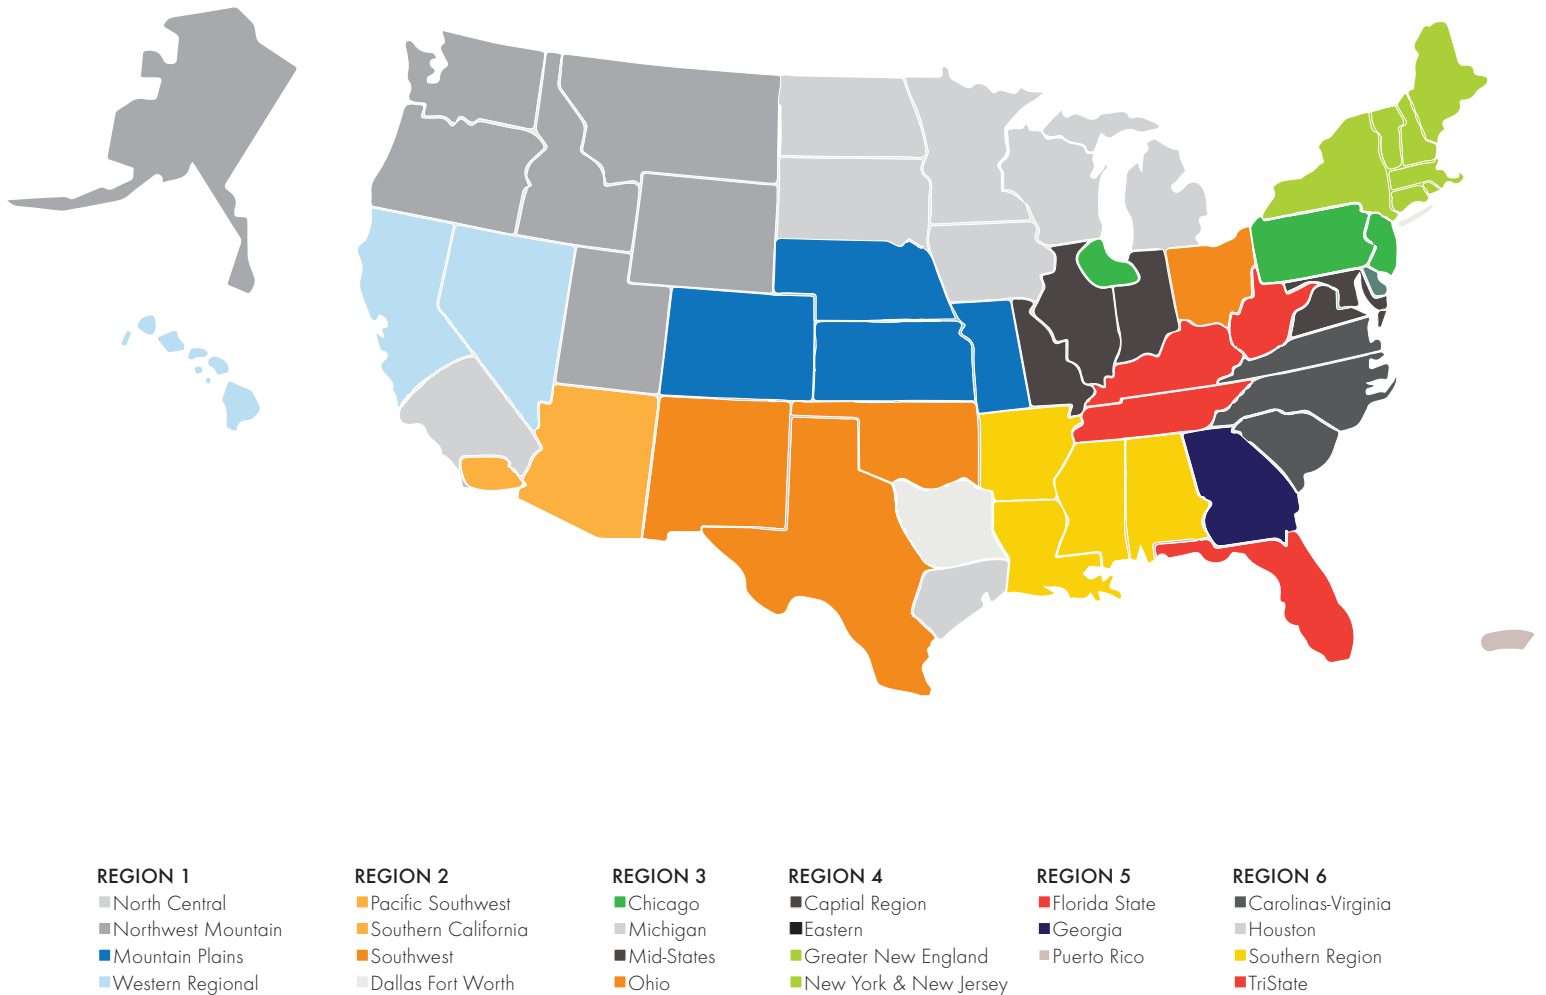 REGION 1
North Central
Northwest Mountain
Mountain Plains
Western Regional
REGION 2
Pacific Southwest
Southern California
Southwest
Dallas Fort Worth
REGION 3
Chicago
Michigan
Mid-States
Ohio
REGION 4
Captial Region
Eastern
Greater New England
New York & New Jersey
REGION 5
Florida State
Georgia
Puerto Rico
REGION 6
Carolinas-Virginia
Houston
Southern Region
TriState